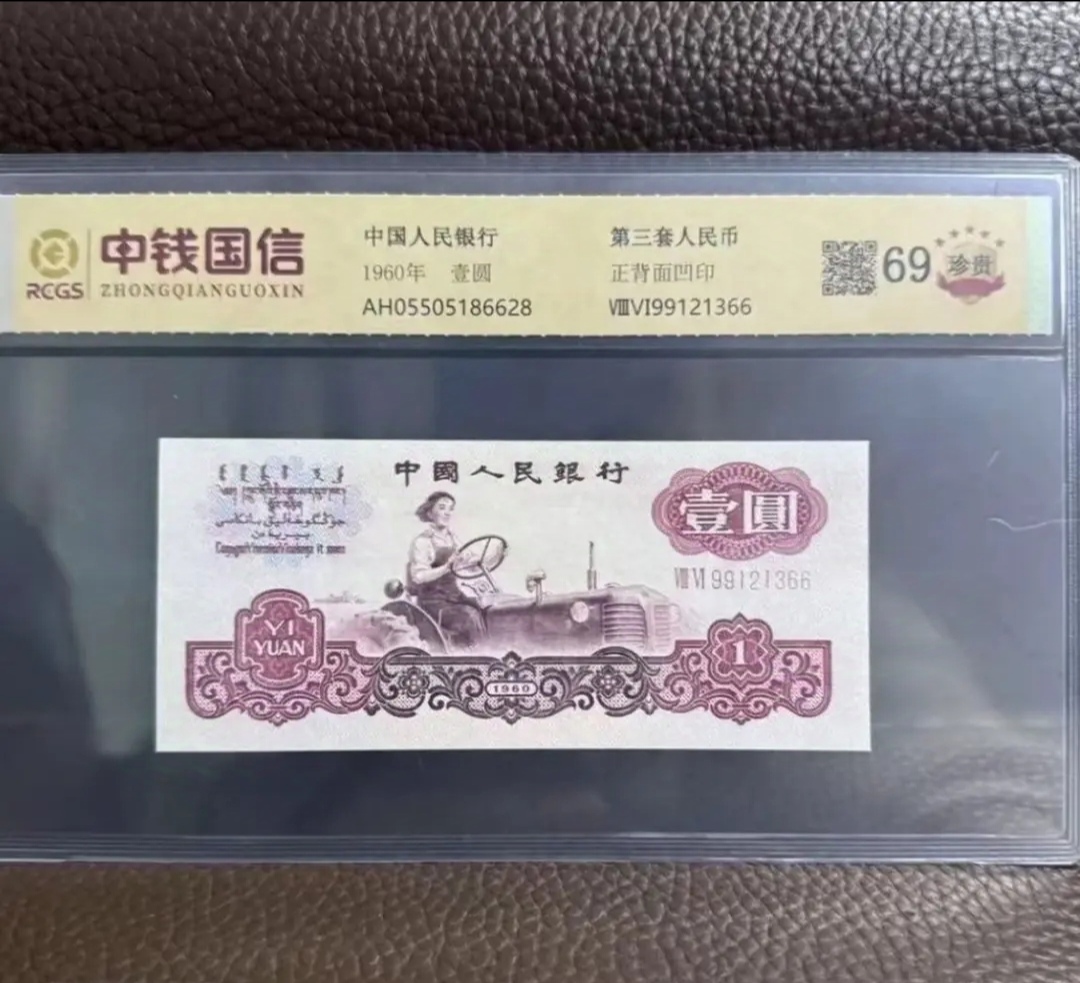 中钱国信
RCGS
ZHONGQIANGUOXIN
中国人民银行
1960年 壹圆
AH05505186628
第三套人民币
正背面凹印
ⅧⅥ99121366
69
珍贵
中國人民銀行
壹圓
ⅧⅥ99121366
YI
YUAN
1960
1